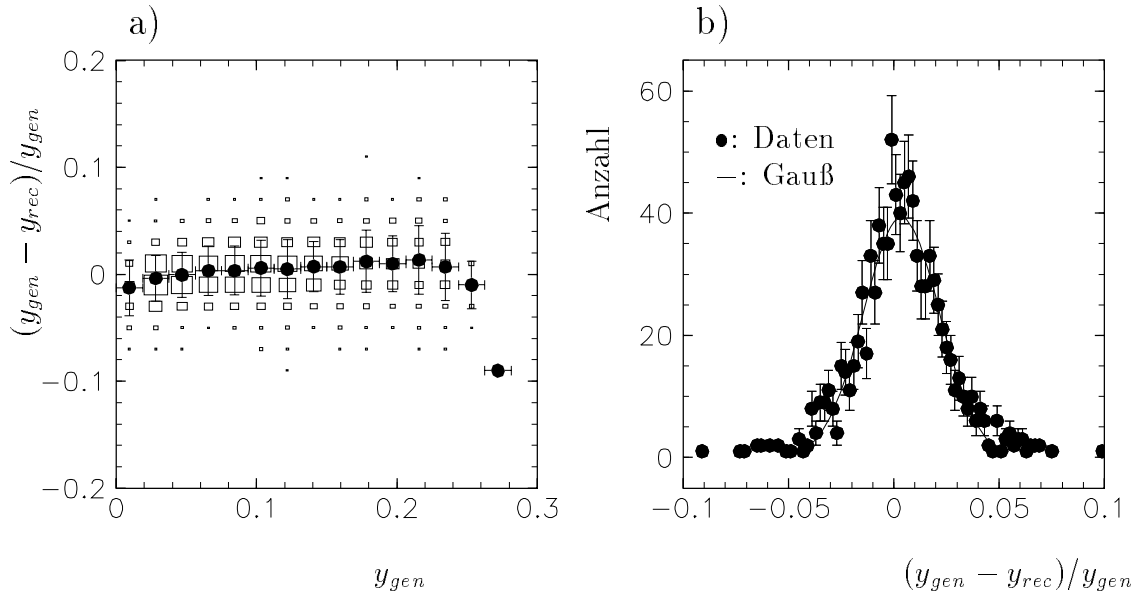 a)
(y_gen − y_rec)/y_gen
0.2
0.1
0
−0.1
−0.2
0
0.1
0.2
0.3
y_gen
b)
Anzahl
60
40
20
0
●: Daten
—: Gauß
−0.1
−0.05
0
0.05
0.1
(y_gen − y_rec)/y_gen